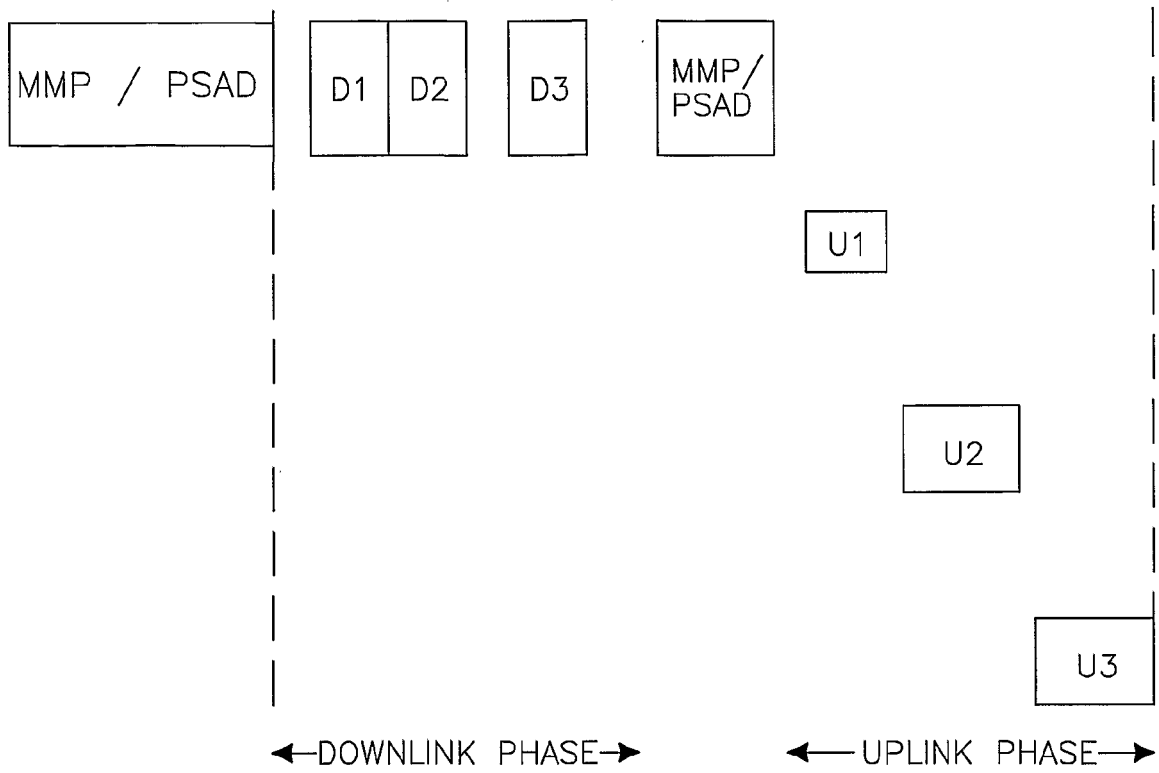 MMP / PSAD
D1
D2
D3
MMP/
PSAD
U1
U2
U3
DOWNLINK PHASE
UPLINK PHASE